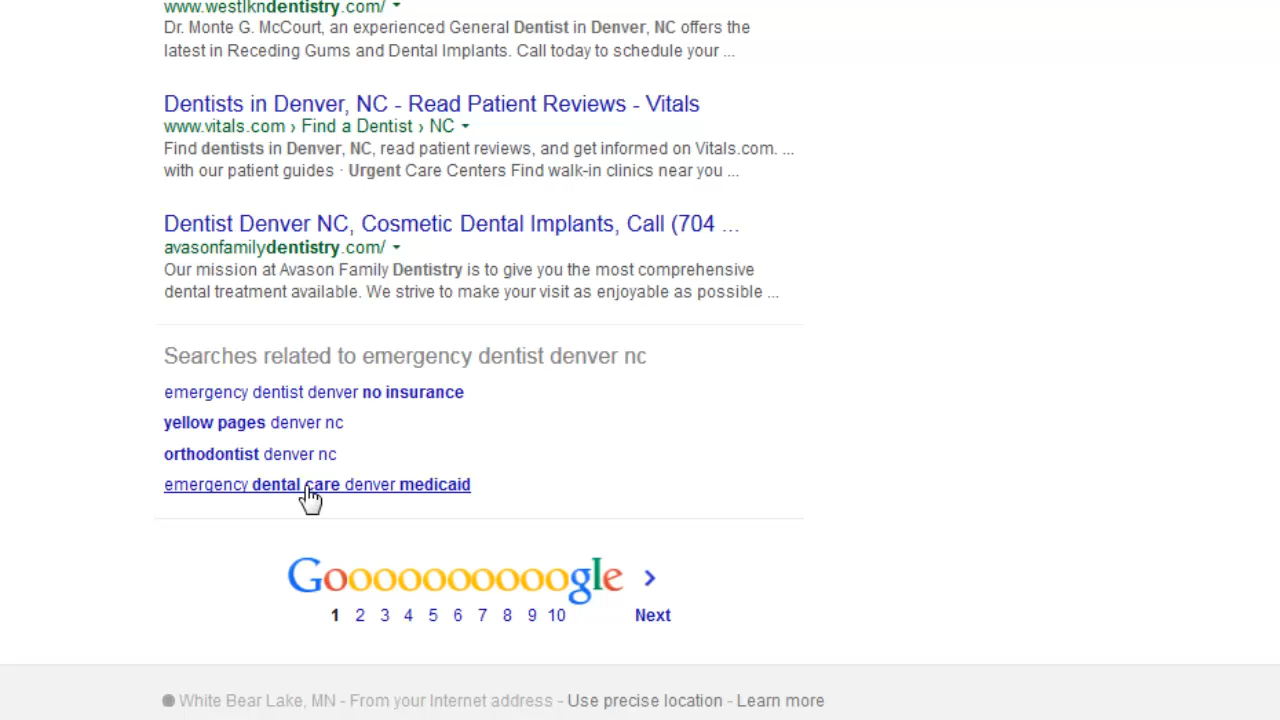 www.westlkndentistry.com/
Dr. Monte G. McCourt, an experienced General Dentist in Denver, NC offers the
latest in Receding Gums and Dental Implants. Call today to schedule your ...
Dentists in Denver, NC - Read Patient Reviews - Vitals
www.vitals.com › Find a Dentist › NC
Find dentists in Denver, NC, read patient reviews, and get informed on Vitals.com. ...
with our patient guides · Urgent Care Centers Find walk-in clinics near you ...
Dentist Denver NC, Cosmetic Dental Implants, Call (704 ...
avasonfamilydentistry.com/
Our mission at Avason Family Dentistry is to give you the most comprehensive
dental treatment available. We strive to make your visit as enjoyable as possible ...
Searches related to emergency dentist denver nc
emergency dentist denver no insurance
yellow pages denver nc
orthodontist denver nc
emergency dental care denver medicaid
Goooooooooogle >
1 2 3 4 5 6 7 8 9 10 Next
White Bear Lake, MN - From your Internet address - Use precise location - Learn more